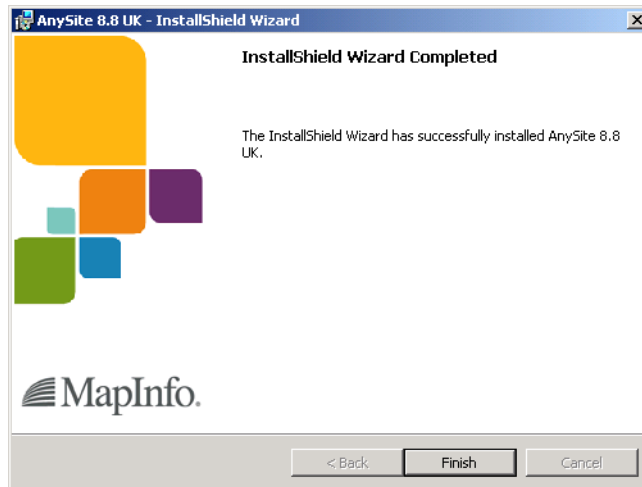 AnySite 8.8 UK - InstallShield Wizard
InstallShield Wizard Completed
The InstallShield Wizard has successfully installed AnySite 8.8
UK.
MapInfo.
< Back
Finish
Cancel